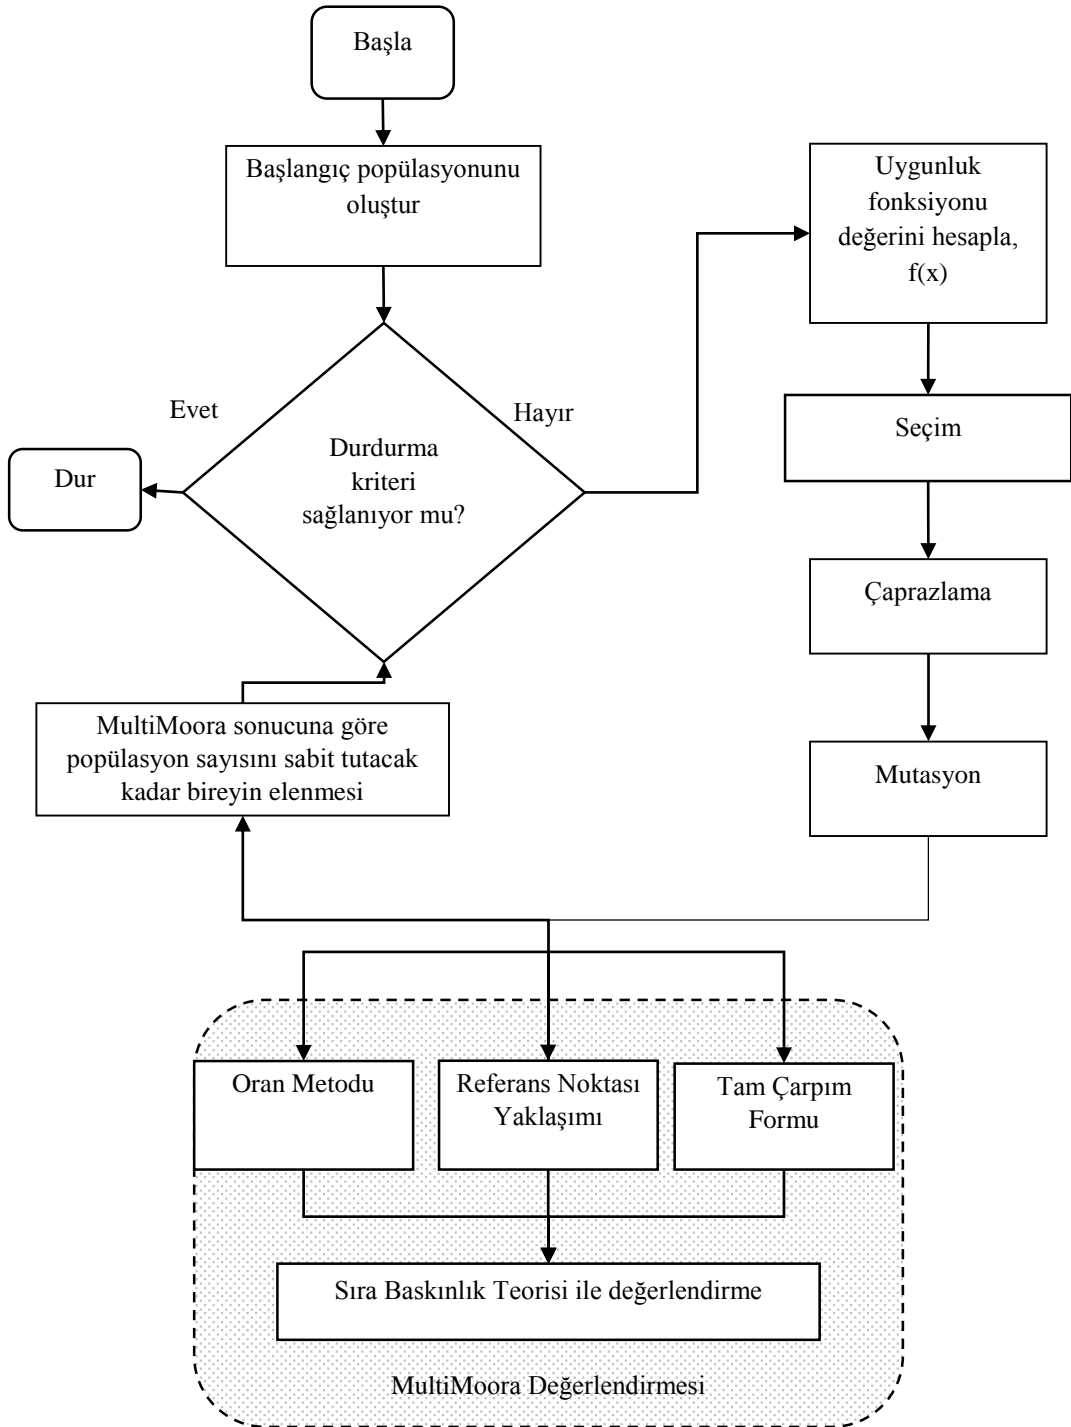 Başla
Başlangıç popülasyonunu
oluştur
Uygunluk
fonksiyonu
değerini hesapla,
f(x)
Evet
Hayır
Durdurma
kriteri
sağlanıyor mu?
Dur
Seçim
Çaprazlama
Mutasyon
MultiMoora sonucuna göre
popülasyon sayısını sabit tutacak
kadar bireyin elenmesi
Oran Metodu
Referans Noktası
Yaklaşımı
Tam Çarpım
Formu
Sıra Baskınlık Teorisi ile değerlendirme
MultiMoora Değerlendirmesi